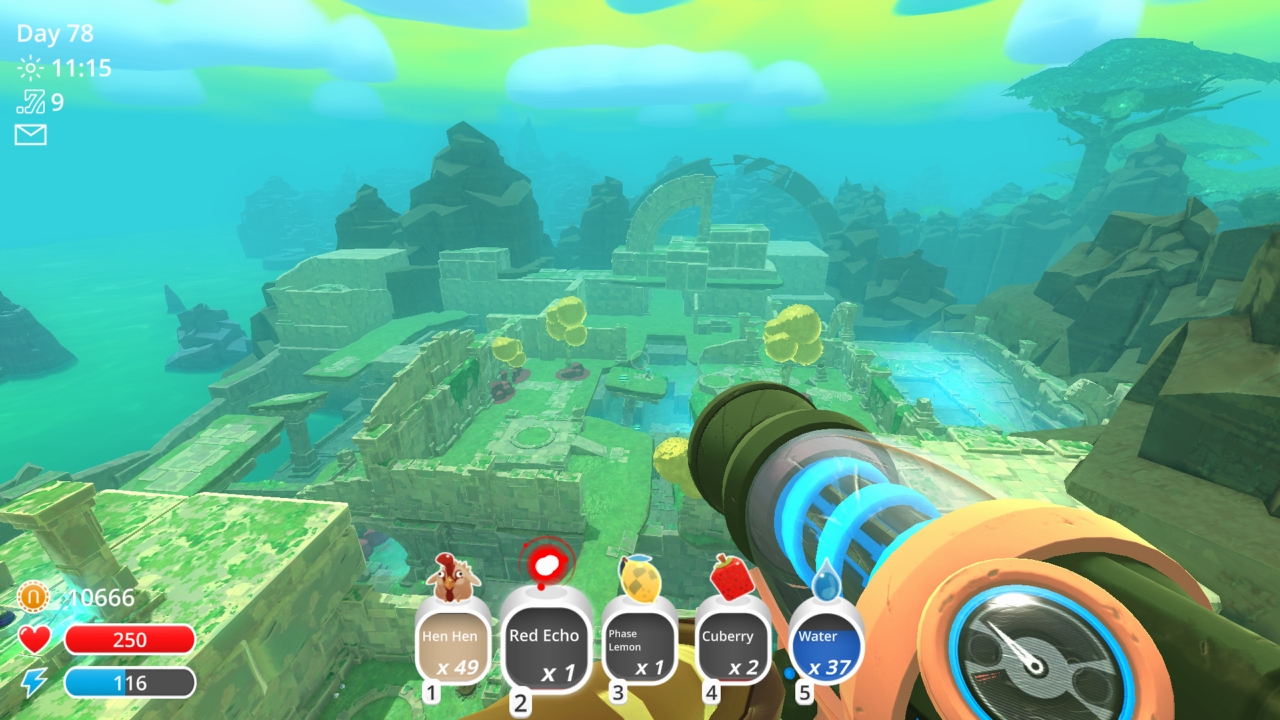 Day 78
11:15
9
10666
250
116
Hen Hen
x 49
1
Red Echo
x 1
2
Phase
Lemon
x 1
3
Cuberry
x 2
4
Water
x 37
5